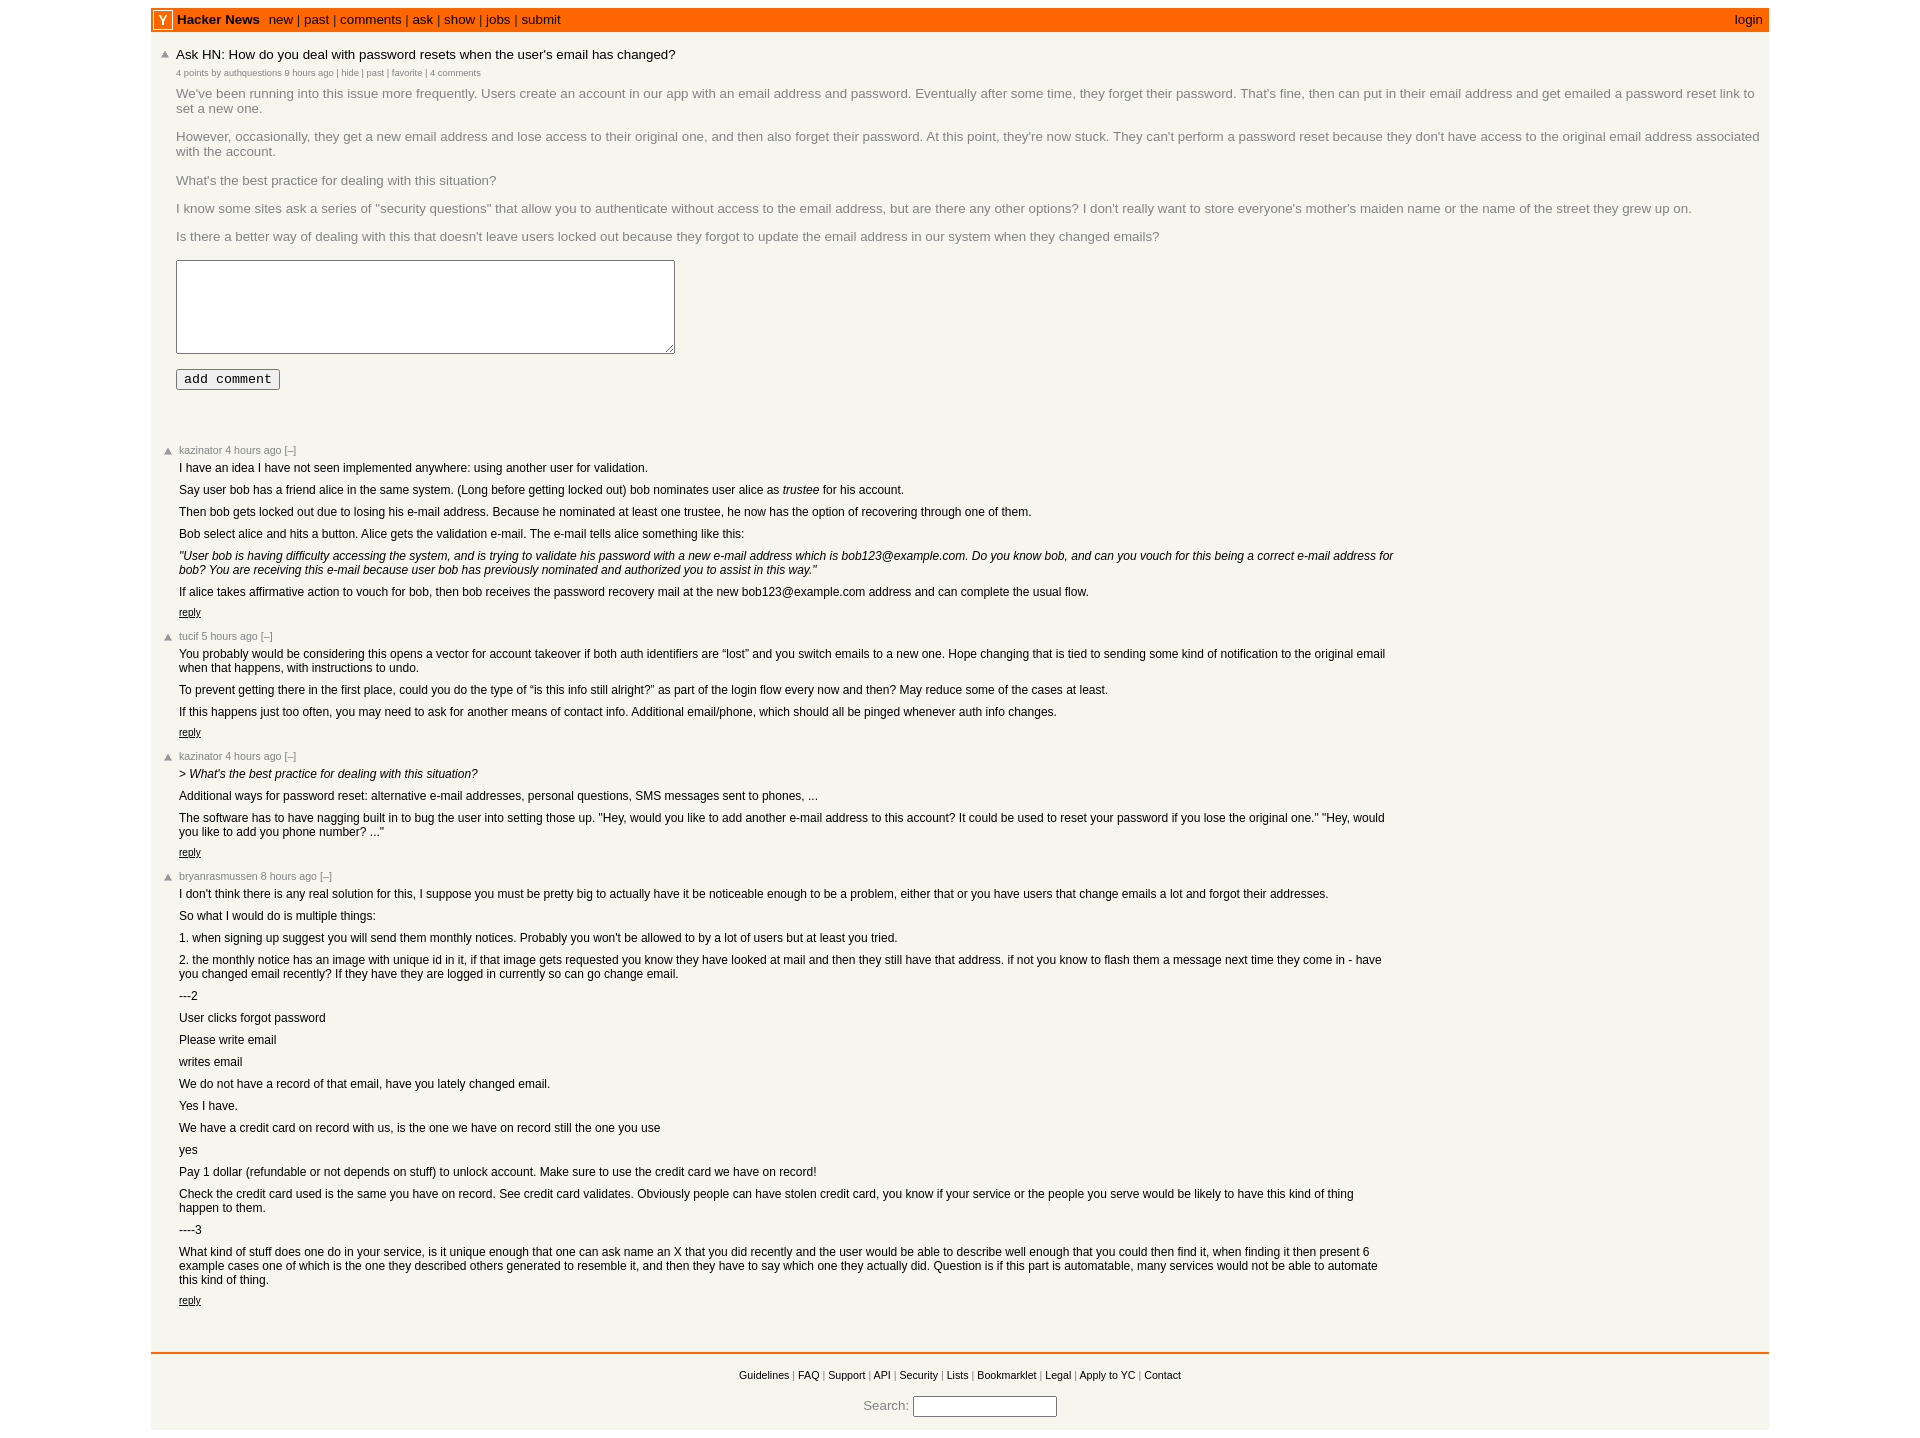 Y Hacker News new | past | comments | ask | show | jobs | submit login
Ask HN: How do you deal with password resets when the user's email has changed?
4 points by authquestions 9 hours ago | hide | past | favorite | 4 comments
We've been running into this issue more frequently. Users create an account in our app with an email address and password. Eventually after some time, they forget their password. That's fine, then can put in their email address and get emailed a password reset link to
set a new one.
However, occasionally, they get a new email address and lose access to their original one, and then also forget their password. At this point, they're now stuck. They can't perform a password reset because they don't have access to the original email address associated
with the account.
What's the best practice for dealing with this situation?
I know some sites ask a series of "security questions" that allow you to authenticate without access to the email address, but are there any other options? I don't really want to store everyone's mother's maiden name or the name of the street they grew up on.
Is there a better way of dealing with this that doesn't leave users locked out because they forgot to update the email address in our system when they changed emails?
add comment
kazinator 4 hours ago [–]
I have an idea I have not seen implemented anywhere: using another user for validation.
Say user bob has a friend alice in the same system. (Long before getting locked out) bob nominates user alice as trustee for his account.
Then bob gets locked out due to losing his e-mail address. Because he nominated at least one trustee, he now has the option of recovering through one of them.
Bob select alice and hits a button. Alice gets the validation e-mail. The e-mail tells alice something like this:
"User bob is having difficulty accessing the system, and is trying to validate his password with a new e-mail address which is bob123@example.com. Do you know bob, and can you vouch for this being a correct e-mail address for
bob? You are receiving this e-mail because user bob has previously nominated and authorized you to assist in this way."
If alice takes affirmative action to vouch for bob, then bob receives the password recovery mail at the new bob123@example.com address and can complete the usual flow.
reply
tucif 5 hours ago [–]
You probably would be considering this opens a vector for account takeover if both auth identifiers are “lost” and you switch emails to a new one. Hope changing that is tied to sending some kind of notification to the original email
when that happens, with instructions to undo.
To prevent getting there in the first place, could you do the type of “is this info still alright?” as part of the login flow every now and then? May reduce some of the cases at least.
If this happens just too often, you may need to ask for another means of contact info. Additional email/phone, which should all be pinged whenever auth info changes.
reply
kazinator 4 hours ago [–]
> What's the best practice for dealing with this situation?
Additional ways for password reset: alternative e-mail addresses, personal questions, SMS messages sent to phones, ...
The software has to have nagging built in to bug the user into setting those up. "Hey, would you like to add another e-mail address to this account? It could be used to reset your password if you lose the original one." "Hey, would
you like to add you phone number? ..."
reply
bryanrasmussen 8 hours ago [–]
I don't think there is any real solution for this, I suppose you must be pretty big to actually have it be noticeable enough to be a problem, either that or you have users that change emails a lot and forgot their addresses.
So what I would do is multiple things:
1. when signing up suggest you will send them monthly notices. Probably you won't be allowed to by a lot of users but at least you tried.
2. the monthly notice has an image with unique id in it, if that image gets requested you know they have looked at mail and then they still have that address. if not you know to flash them a message next time they come in - have
you changed email recently? If they have they are logged in currently so can go change email.
---2
User clicks forgot password
Please write email
writes email
We do not have a record of that email, have you lately changed email.
Yes I have.
We have a credit card on record with us, is the one we have on record still the one you use
yes
Pay 1 dollar (refundable or not depends on stuff) to unlock account. Make sure to use the credit card we have on record!
Check the credit card used is the same you have on record. See credit card validates. Obviously people can have stolen credit card, you know if your service or the people you serve would be likely to have this kind of thing
happen to them.
----3
What kind of stuff does one do in your service, is it unique enough that one can ask name an X that you did recently and the user would be able to describe well enough that you could then find it, when finding it then present 6
example cases one of which is the one they described others generated to resemble it, and then they have to say which one they actually did. Question is if this part is automatable, many services would not be able to automate
this kind of thing.
reply
Guidelines | FAQ | Support | API | Security | Lists | Bookmarklet | Legal | Apply to YC | Contact
Search: